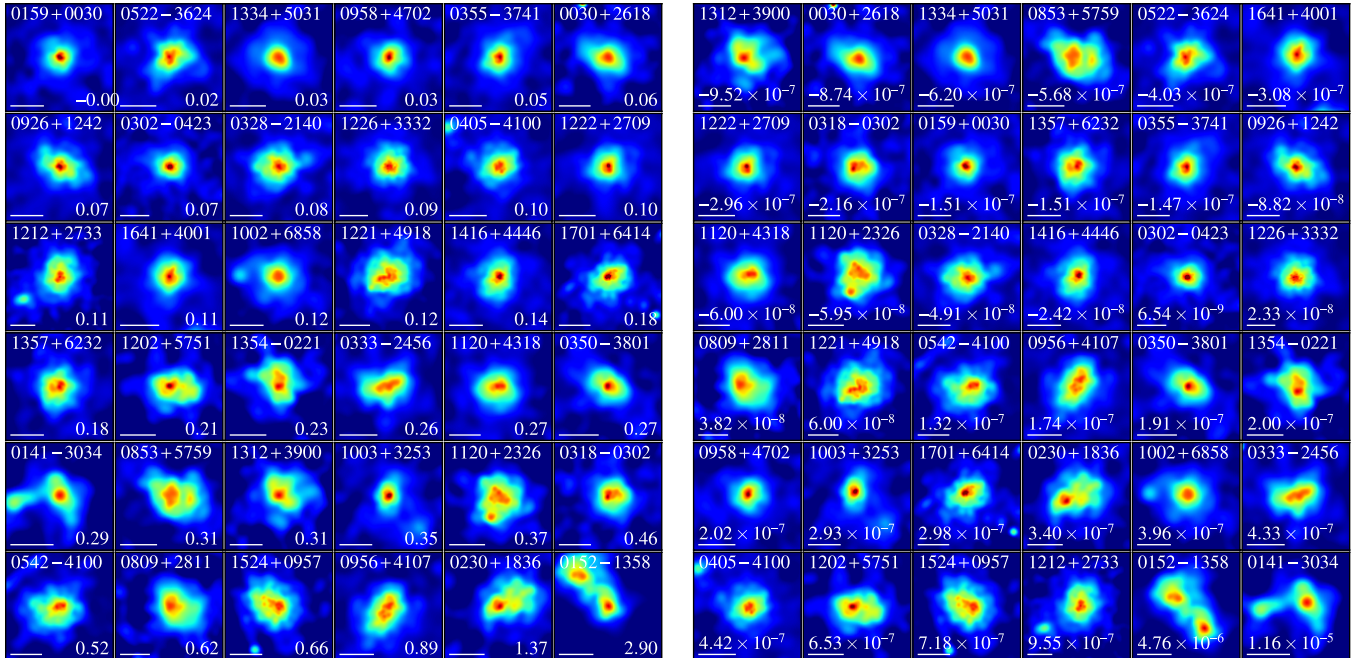 0159+0030 0522−3624 1334+5031 0958+4702 0355−3741 0030+2618
−0.00 0.02 0.03 0.03 0.05 0.06
0926+1242 0302−0423 0328−2140 1226+3332 0405−4100 1222+2709
0.07 0.07 0.08 0.09 0.10 0.10
1212+2733 1641+4001 1002+6858 1221+4918 1416+4446 1701+6414
0.11 0.11 0.12 0.12 0.14 0.18
1357+6232 1202+5751 1354−0221 0333−2456 1120+4318 0350−3801
0.18 0.21 0.23 0.26 0.27 0.27
0141−3034 0853+5759 1312+3900 1003+3253 1120+2326 0318−0302
0.29 0.31 0.31 0.35 0.37 0.46
0542−4100 0809+2811 1524+0957 0956+4107 0230+1836 0152−1358
0.52 0.62 0.66 0.89 1.37 2.90
1312+3900 0030+2618 1334+5031 0853+5759 0522−3624 1641+4001
−9.52 × 10⁻⁷ −8.74 × 10⁻⁷ −6.20 × 10⁻⁷ −5.68 × 10⁻⁷ −4.03 × 10⁻⁷ −3.08 × 10⁻⁷
1222+2709 0318−0302 0159+0030 1357+6232 0355−3741 0926+1242
−2.96 × 10⁻⁷ −2.16 × 10⁻⁷ −1.51 × 10⁻⁷ −1.51 × 10⁻⁷ −1.47 × 10⁻⁷ −8.82 × 10⁻⁸
1120+4318 1120+2326 0328−2140 1416+4446 0302−0423 1226+3332
−6.00 × 10⁻⁸ −5.95 × 10⁻⁸ −4.91 × 10⁻⁸ −2.42 × 10⁻⁸ 6.54 × 10⁻⁹ 2.33 × 10⁻⁸
0809+2811 1221+4918 0542−4100 0956+4107 0350−3801 1354−0221
3.82 × 10⁻⁸ 6.00 × 10⁻⁸ 1.32 × 10⁻⁷ 1.74 × 10⁻⁷ 1.91 × 10⁻⁷ 2.00 × 10⁻⁷
0958+4702 1003+3253 1701+6414 0230+1836 1002+6858 0333−2456
2.02 × 10⁻⁷ 2.93 × 10⁻⁷ 2.98 × 10⁻⁷ 3.40 × 10⁻⁷ 3.96 × 10⁻⁷ 4.33 × 10⁻⁷
0405−4100 1202+5751 1524+0957 1212+2733 0152−1358 0141−3034
4.42 × 10⁻⁷ 6.53 × 10⁻⁷ 7.18 × 10⁻⁷ 9.55 × 10⁻⁷ 4.76 × 10⁻⁶ 1.16 × 10⁻⁵